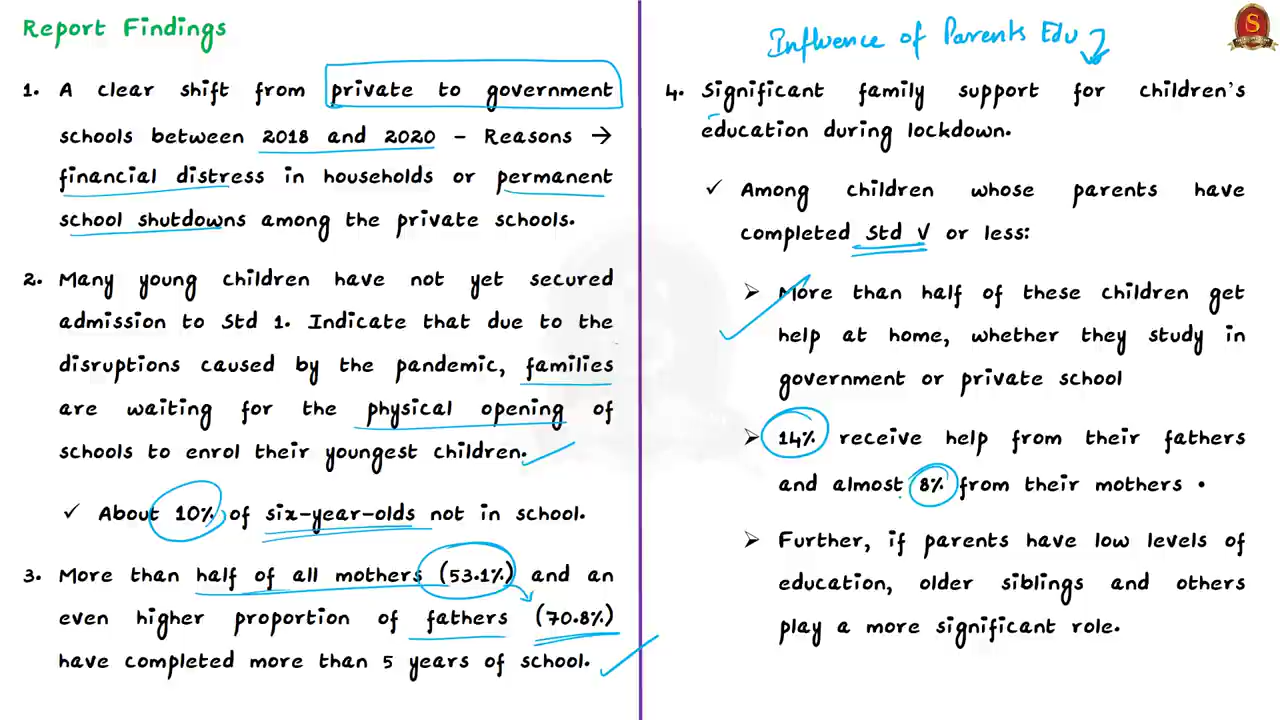 Report Findings
1. A clear shift from private to government
schools between 2018 and 2020 – Reasons →
financial distress in households or permanent
school shutdowns among the private schools.
2. Many young children have not yet secured
admission to Std 1. Indicate that due to the
disruptions caused by the pandemic, families
are waiting for the physical opening of
schools to enrol their youngest children.
✓ About 10% of six-year-olds not in school.
3. More than half of all mothers (53.1%) and an
even higher proportion of fathers (70.8%)
have completed more than 5 years of school.
Influence of Parents Edu
4. Significant family support for children's
education during lockdown.
✓ Among children whose parents have
completed Std V or less:
➢ More than half of these children get
help at home, whether they study in
government or private school
➢ 14% receive help from their fathers
and almost 8% from their mothers .
➢ Further, if parents have low levels of
education, older siblings and others
play a more significant role.
S